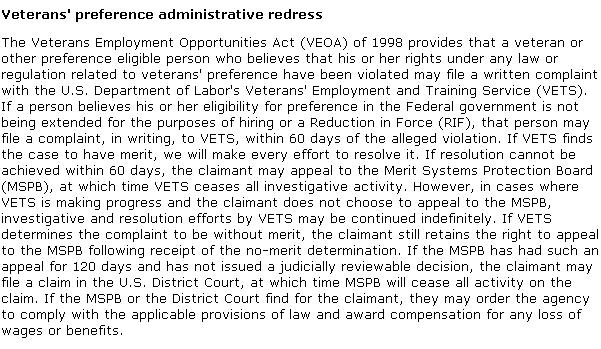 Veterans' preference administrative redress
The Veterans Employment Opportunities Act (VEOA) of 1998 provides that a veteran or
other preference eligible person who believes that his or her rights under any law or
regulation related to veterans' preference have been violated may file a written complaint
with the U.S. Department of Labor's Veterans' Employment and Training Service (VETS).
If a person believes his or her eligibility for preference in the Federal government is not
being extended for the purposes of hiring or a Reduction in Force (RIF), that person may
file a complaint, in writing, to VETS, within 60 days of the alleged violation. If VETS finds
the case to have merit, we will make every effort to resolve it. If resolution cannot be
achieved within 60 days, the claimant may appeal to the Merit Systems Protection Board
(MSPB), at which time VETS ceases all investigative activity. However, in cases where
VETS is making progress and the claimant does not choose to appeal to the MSPB,
investigative and resolution efforts by VETS may be continued indefinitely. If VETS
determines the complaint to be without merit, the claimant still retains the right to appeal
to the MSPB following receipt of the no-merit determination. If the MSPB has had such an
appeal for 120 days and has not issued a judicially reviewable decision, the claimant may
file a claim in the U.S. District Court, at which time MSPB will cease all activity on the
claim. If the MSPB or the District Court find for the claimant, they may order the agency
to comply with the applicable provisions of law and award compensation for any loss of
wages or benefits.